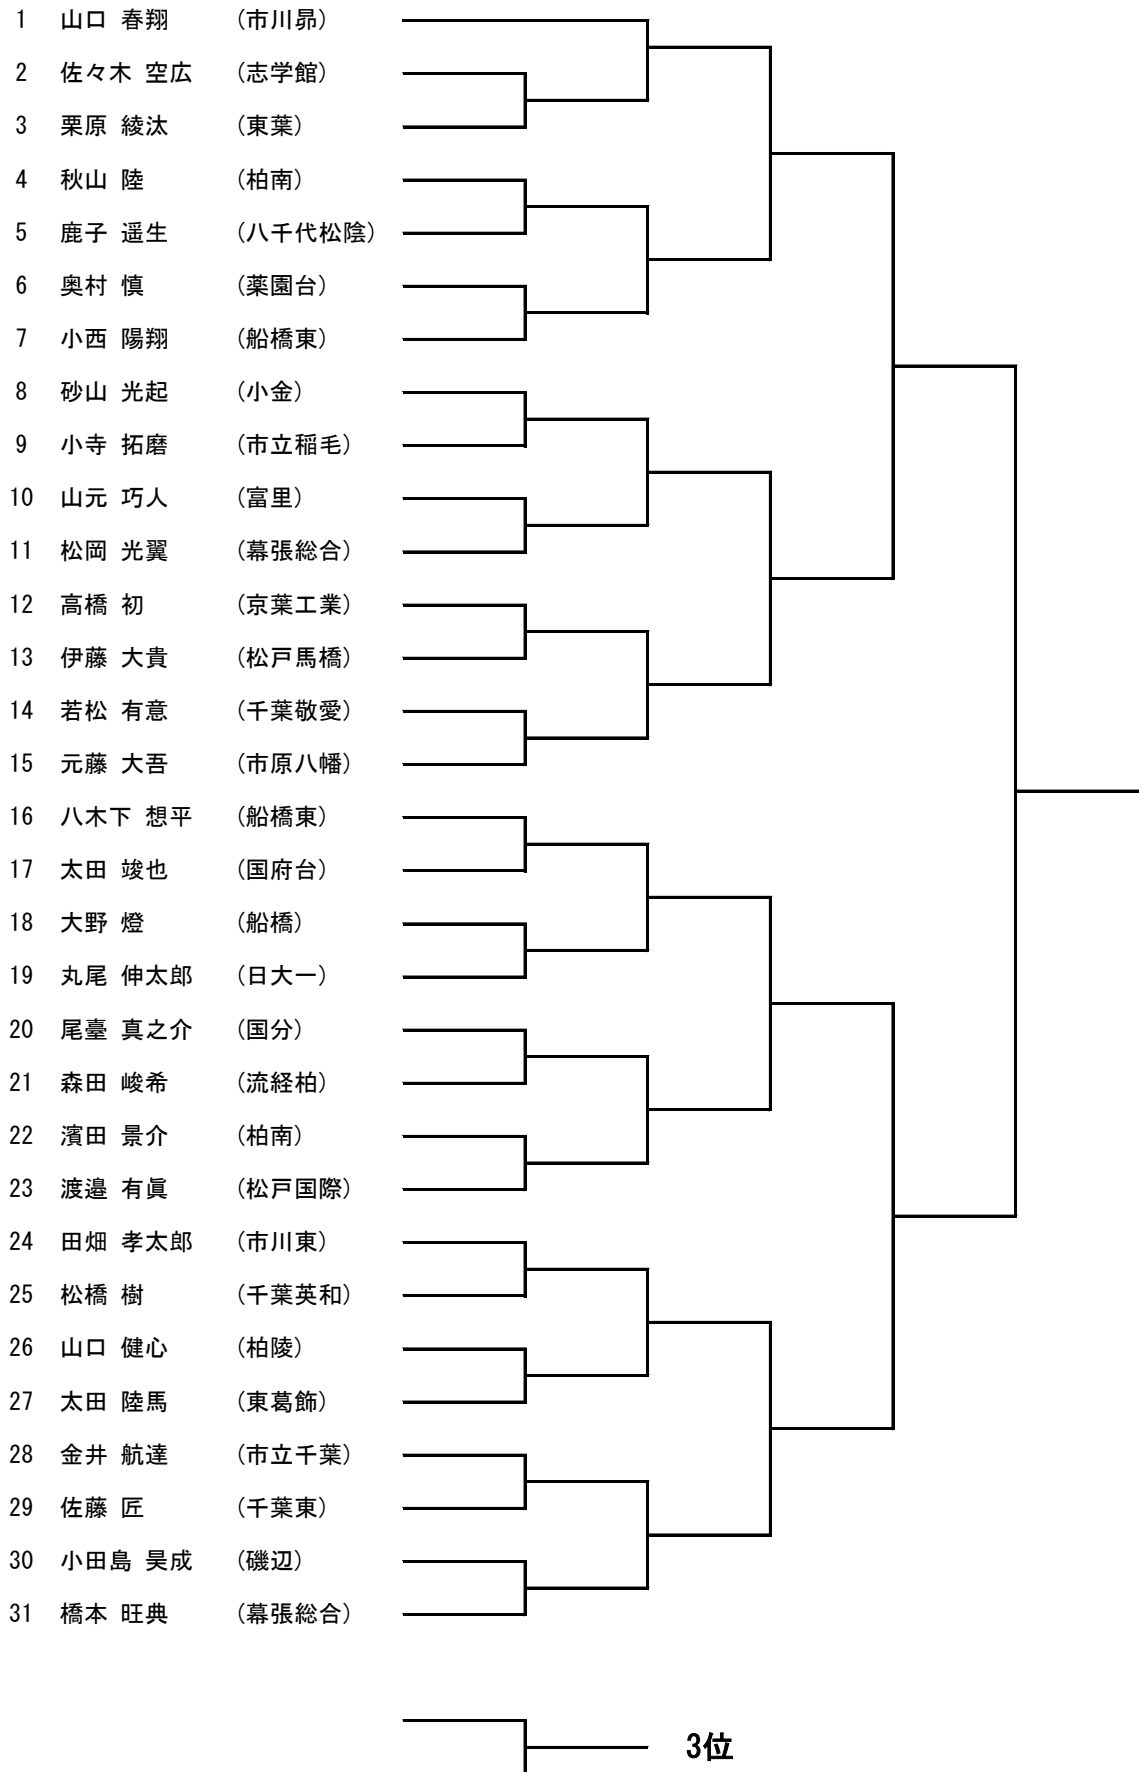 1 山口 春翔 (市川昴)
2 佐々木 空広 (志学館)
3 栗原 綾汰 (東葉)
4 秋山 陸 (柏南)
5 鹿子 遥生 (八千代松陰)
6 奥村 慎 (薬園台)
7 小西 陽翔 (船橋東)
8 砂山 光起 (小金)
9 小寺 拓磨 (市立稲毛)
10 山元 巧人 (富里)
11 松岡 光翼 (幕張総合)
12 高橋 初 (京葉工業)
13 伊藤 大貴 (松戸馬橋)
14 若松 有意 (千葉敬愛)
15 元藤 大吾 (市原八幡)
16 八木下 想平 (船橋東)
17 太田 竣也 (国府台)
18 大野 燈 (船橋)
19 丸尾 伸太郎 (日大一)
20 尾臺 真之介 (国分)
21 森田 峻希 (流経柏)
22 濱田 景介 (柏南)
23 渡邉 有眞 (松戸国際)
24 田畑 孝太郎 (市川東)
25 松橋 樹 (千葉英和)
26 山口 健心 (柏陵)
27 太田 陸馬 (東葛飾)
28 金井 航達 (市立千葉)
29 佐藤 匠 (千葉東)
30 小田島 昊成 (磯辺)
31 橋本 旺典 (幕張総合)
3位